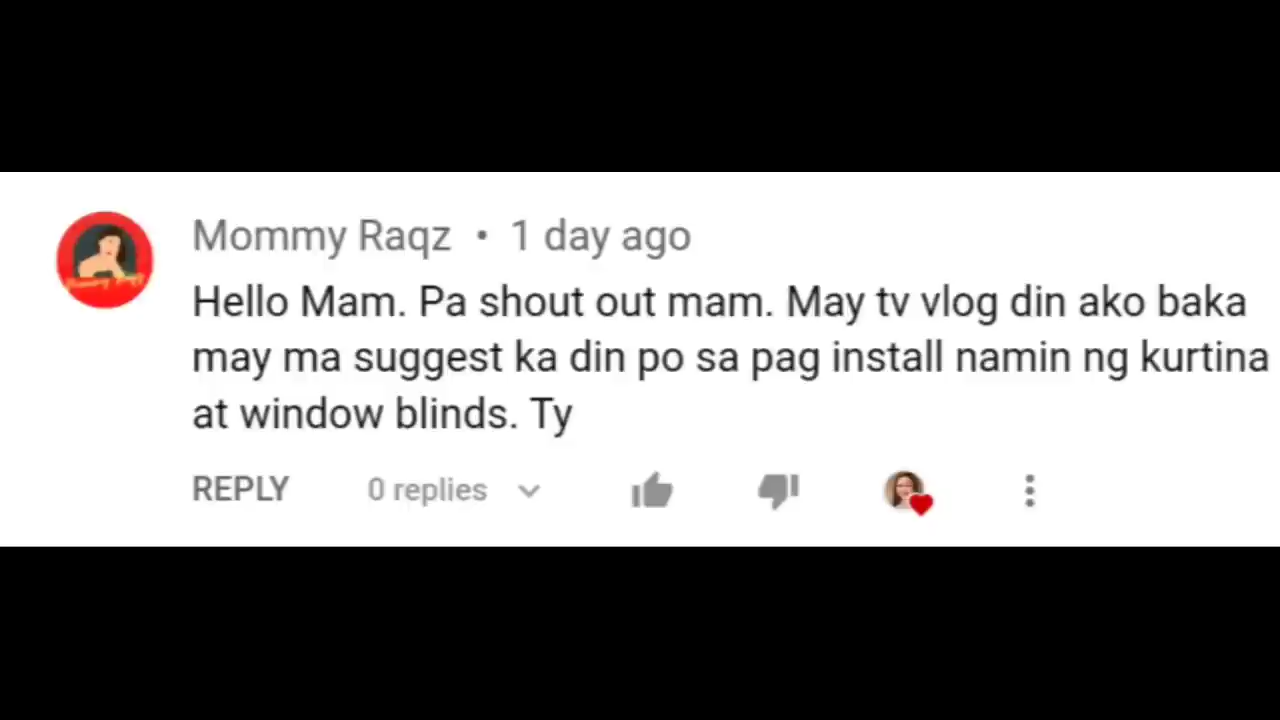 Mommy Raqz • 1 day ago
Hello Mam. Pa shout out mam. May tv vlog din ako baka
may ma suggest ka din po sa pag install namin ng kurtina
at window blinds. Ty
REPLY 0 replies